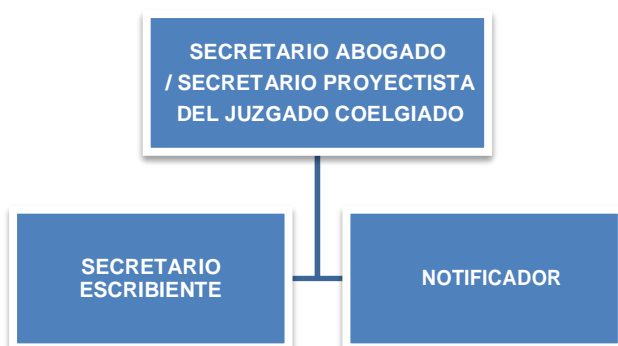 SECRETARIO ABOGADO
/ SECRETARIO PROYECTISTA
DEL JUZGADO COELGIADO
SECRETARIO
ESCRIBIENTE
NOTIFICADOR